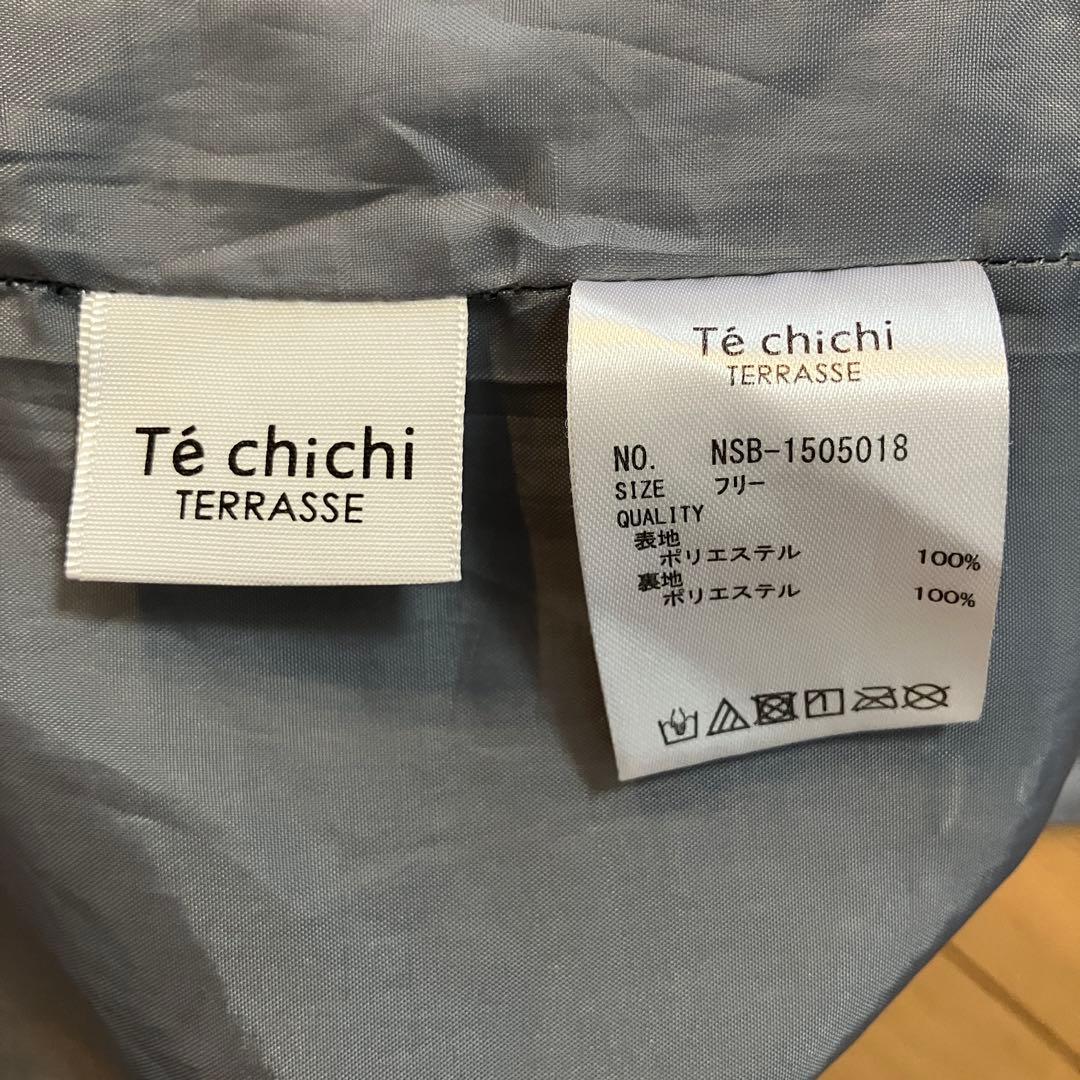 Té chichi
TERRASSE
Té chichi
TERRASSE
NO. NSB-1505018
SIZE フリー
QUALITY
表地
ポリエステル 100%
裏地
ポリエステル 100%